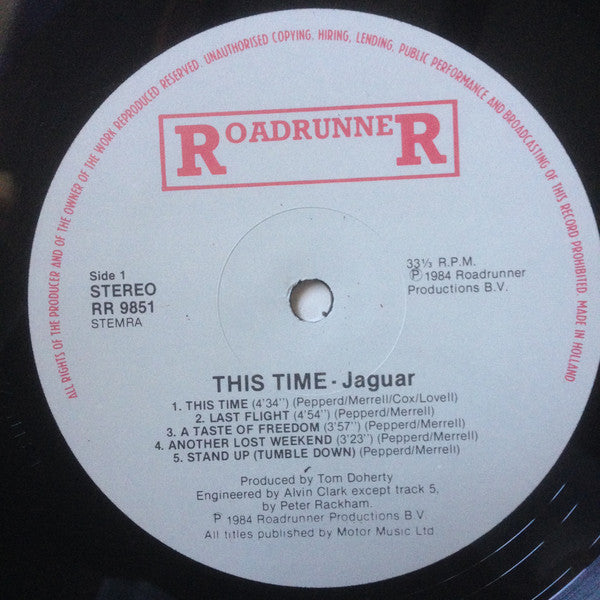 ALL RIGHTS OF THE PRODUCER AND OF THE OWNER OF THE WORK REPRODUCED RESERVED. UNAUTHORISED COPYING, HIRING, LENDING, PUBLIC PERFORMANCE AND BROADCASTING OF THIS RECORD PROHIBITED. MADE IN HOLLAND
ROADRUNNER
Side 1
STEREO
RR 9851
STEMRA
33⅓ R.P.M.
℗ 1984 Roadrunner
Productions B.V.
THIS TIME - Jaguar
1. THIS TIME (4'34'') (Pepperd/Merrell/Cox/Lovell)
2. LAST FLIGHT (4'54'') (Pepperd/Merrell)
3. A TASTE OF FREEDOM (3'57'') (Pepperd/Merrell)
4. ANOTHER LOST WEEKEND (3'23'') (Pepperd/Merrell)
5. STAND UP (TUMBLE DOWN) (Pepperd/Merrell)
Produced by Tom Doherty
Engineered by Alvin Clark except track 5,
by Peter Rackham.
℗ 1984 Roadrunner Productions B.V.
All titles published by Motor Music Ltd